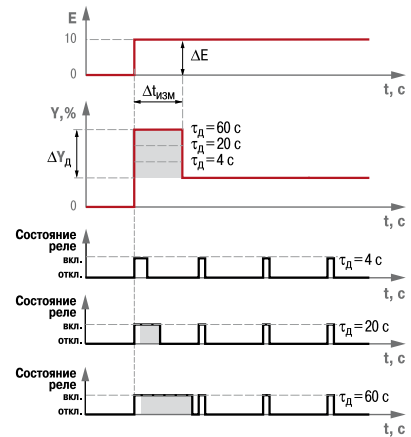 E
10
ΔE
0
t, c
Δtизм
Y,%
τд = 60 c
τд = 20 c
τд = 4 c
ΔYд
0
t, c
Состояние
реле
вкл.
τд = 4 c
откл.
t, c
Состояние
реле
вкл.
τд = 20 c
откл.
t, c
Состояние
реле
вкл.
τд = 60 c
откл.
t, c